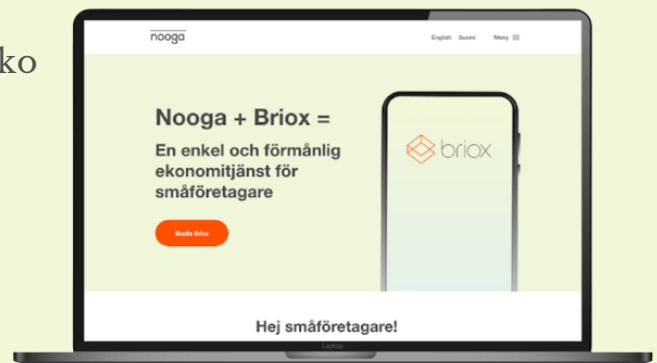 ko
nooga
English Suomi Meny
Nooga + Briox =
En enkel och förmånlig
ekonomitjänst för
småföretagare
briox
Skaffa Briox
Hej småföretagare!
Laptop